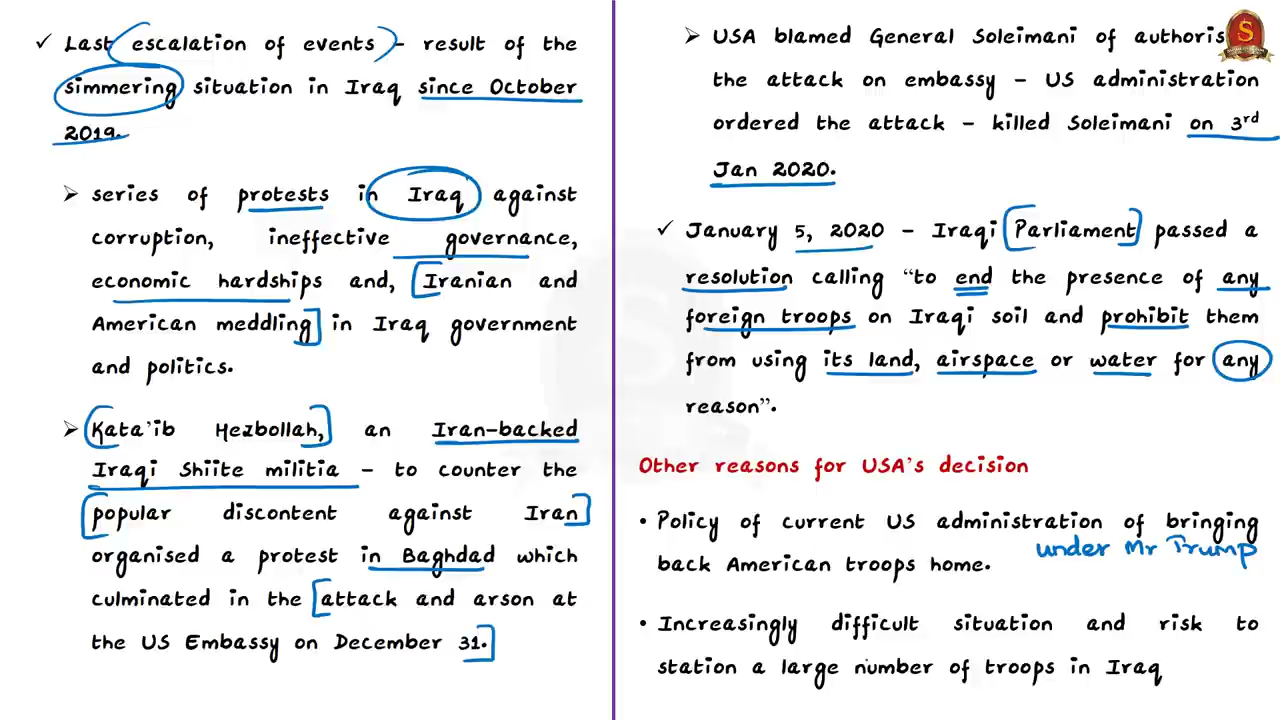 ✓ Last escalation of events - result of the
simmering situation in Iraq since October
2019.
➢ series of protests in Iraq against
corruption, ineffective governance,
economic hardships and, Iranian and
American meddling in Iraq government
and politics.
➢ Kata'ib Hezbollah, an Iran-backed
Iraqi Shiite militia - to counter the
popular discontent against Iran
organised a protest in Baghdad which
culminated in the attack and arson at
the US Embassy on December 31.
➢ USA blamed General Soleimani of authoris
the attack on embassy - US administration
ordered the attack - killed Soleimani on 3rd
Jan 2020.
✓ January 5, 2020 - Iraqi Parliament passed a
resolution calling "to end the presence of any
foreign troops on Iraqi soil and prohibit them
from using its land, airspace or water for any
reason".
Other reasons for USA's decision
• Policy of current US administration of bringing
under Mr Trump
back American troops home.
• Increasingly difficult situation and risk to
station a large number of troops in Iraq
S